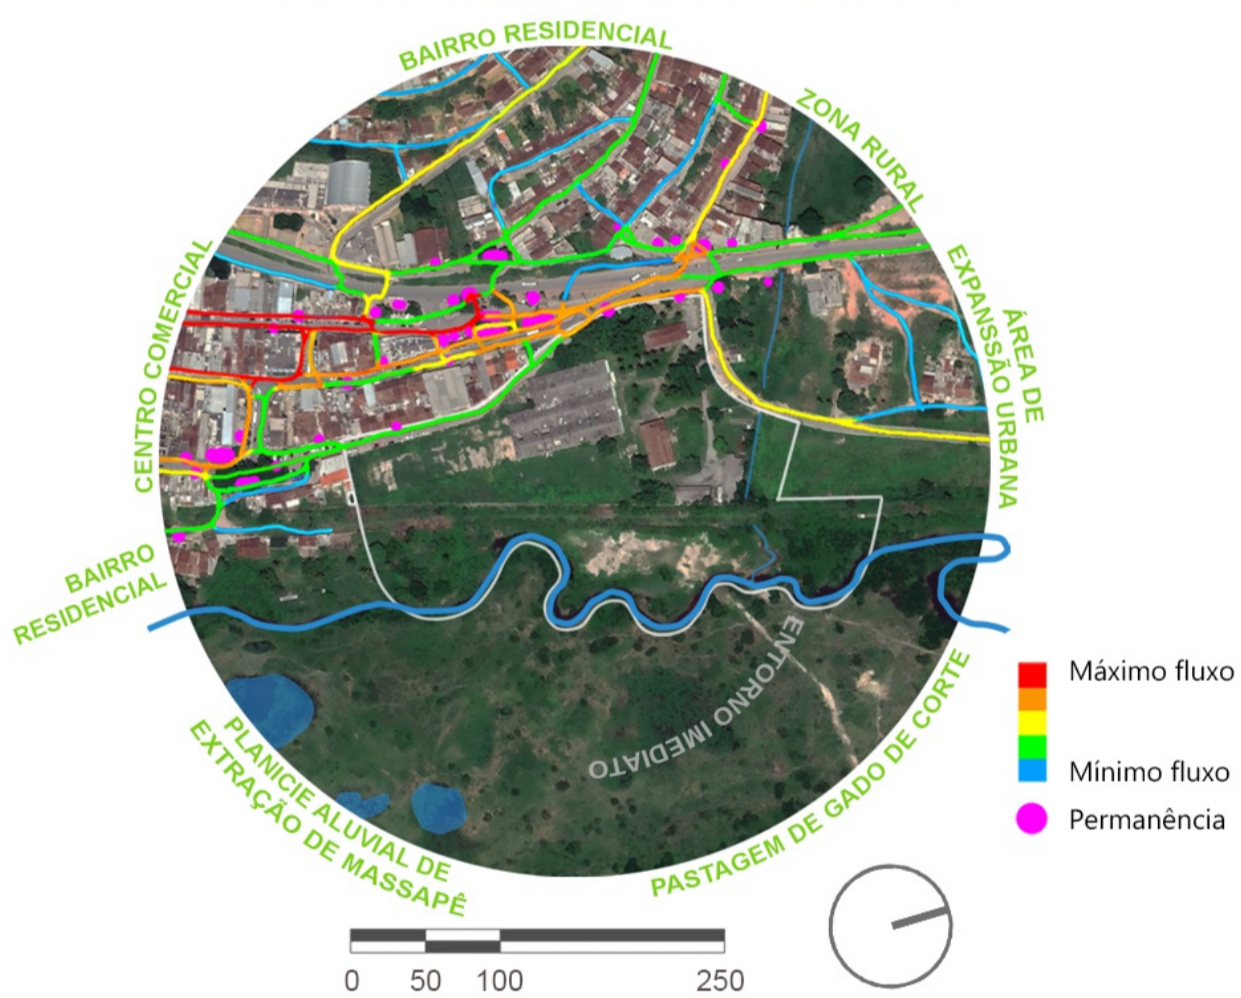 BAIRRO RESIDENCIAL
ZONA RURAL
CENTRO COMERCIAL
ÁREA DE
EXPANSSÃO URBANA
BAIRRO
RESIDENCIAL
ENTORNO IMEDIATO
PLANICIE ALUVIAL DE
EXTRAÇÃO DE MASSAPÊ
PASTAGEM DE GADO DE CORTE
Máximo fluxo
Mínimo fluxo
Permanência
0 50 100 250